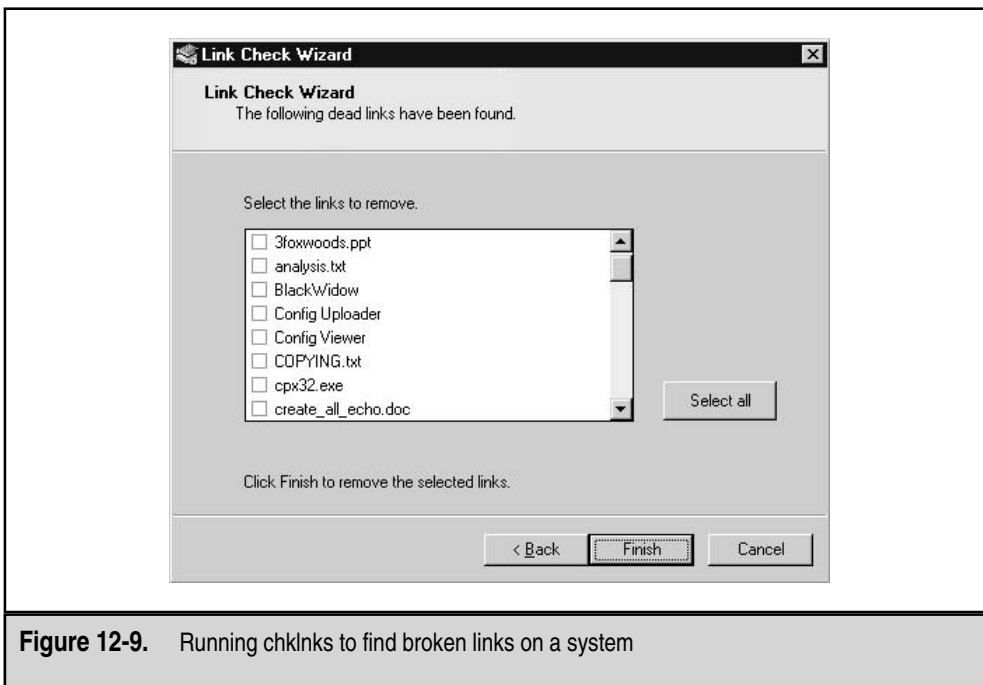 Link Check Wizard
Link Check Wizard
The following dead links have been found.
Select the links to remove.
3foxwoods.ppt
analysis.txt
BlackWidow
Config Uploader
Config Viewer
COPYING.txt
cpx32.exe
create_all_echo.doc
Select all
Click Finish to remove the selected links.
< Back
Finish
Cancel
Figure 12-9. Running chklnks to find broken links on a system